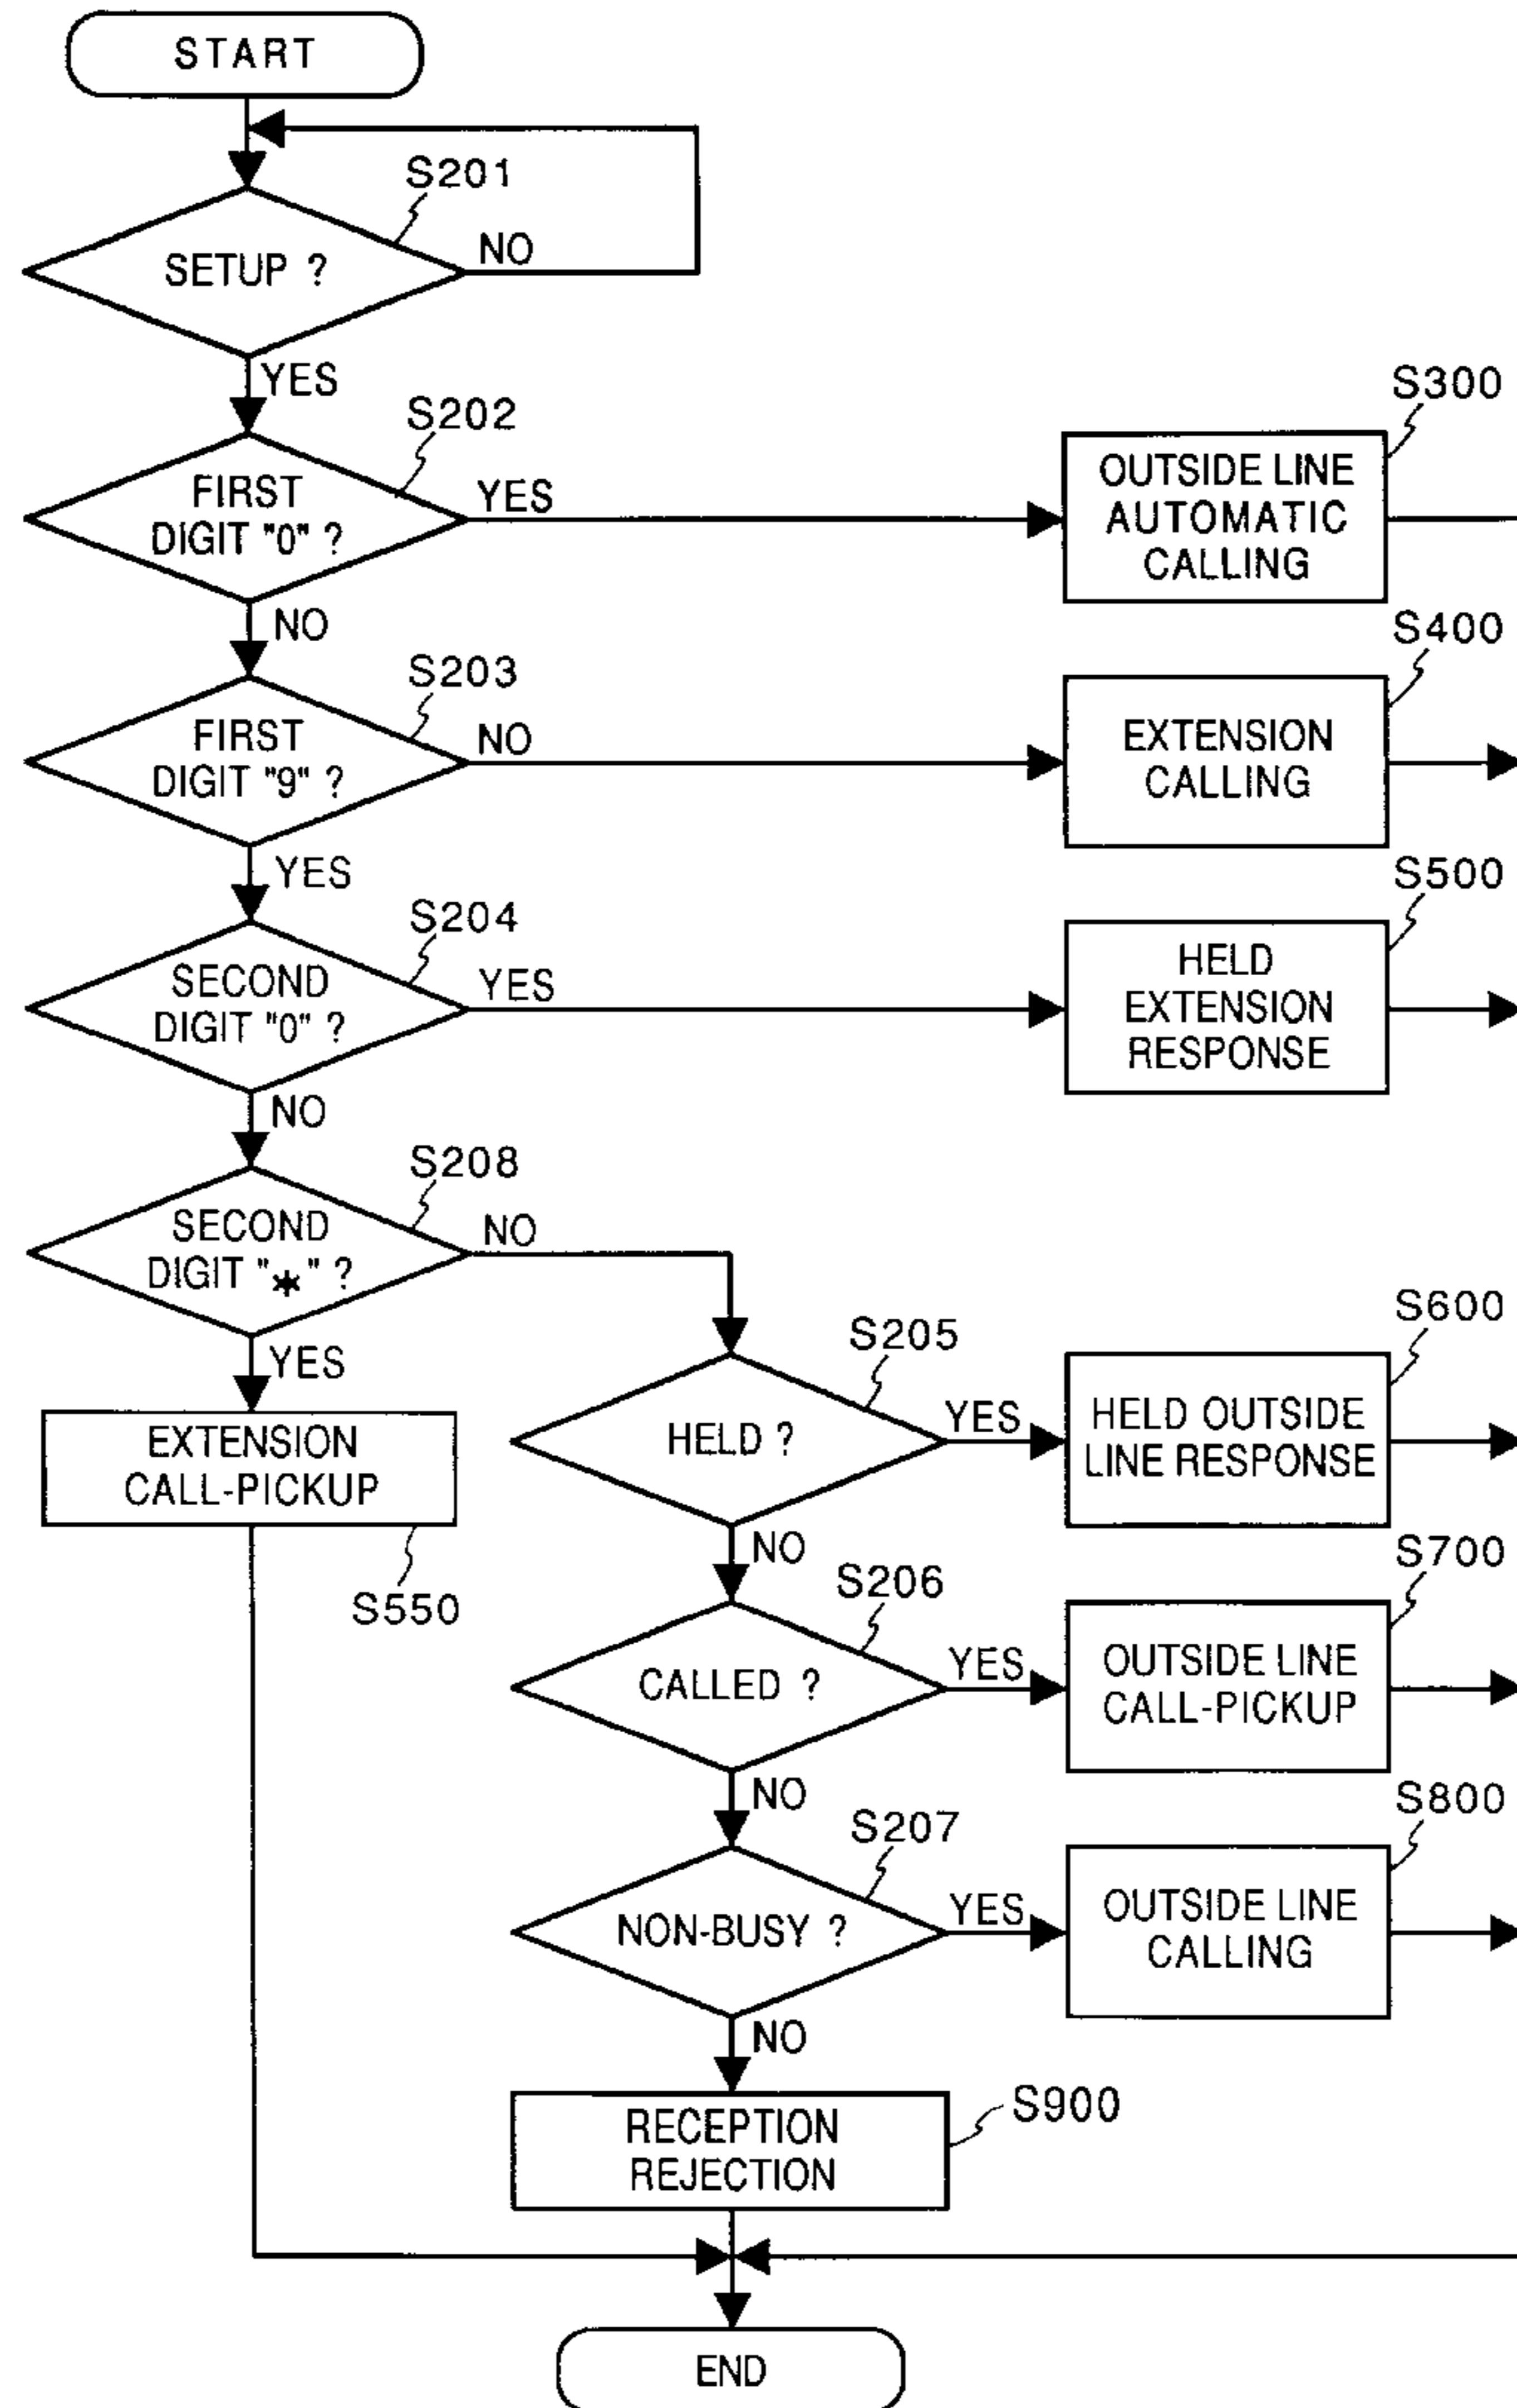 START
S201
SETUP ?
NO
YES
S202
S300
FIRST
DIGIT "0" ?
YES
OUTSIDE LINE
AUTOMATIC
CALLING
NO
S203
S400
FIRST
DIGIT "9" ?
NO
EXTENSION
CALLING
YES
S204
S500
SECOND
DIGIT "0" ?
YES
HELD
EXTENSION
RESPONSE
NO
S208
SECOND
DIGIT "*" ?
NO
YES
EXTENSION
CALL-PICKUP
S550
S205
S600
HELD ?
YES
HELD OUTSIDE
LINE RESPONSE
NO
S206
S700
CALLED ?
YES
OUTSIDE LINE
CALL-PICKUP
NO
S207
S800
NON-BUSY ?
YES
OUTSIDE LINE
CALLING
NO
S900
RECEPTION
REJECTION
END